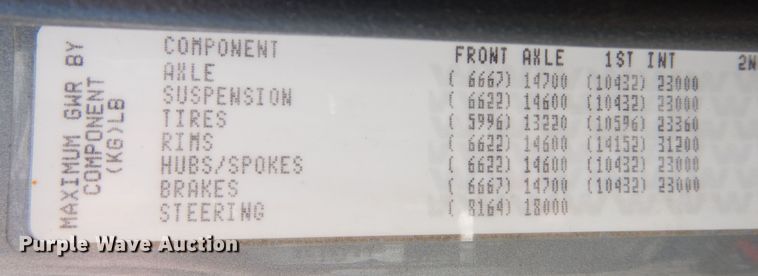 MAXIMUM GWR BY
COMPONENT
(KG)LB
COMPONENT FRONT AXLE 1ST INT 2N
AXLE ( 6667) 14700 (10432) 23000
SUSPENSION ( 6622) 14600 (10432) 23000
TIRES ( 5996) 13220 (10596) 23360
RIMS ( 6622) 14600 (14152) 31200
HUBS/SPOKES ( 6622) 14600 (10432) 23000
BRAKES ( 6667) 14700 (10432) 23000
STEERING ( 8164) 18000
Purple Wave Auction